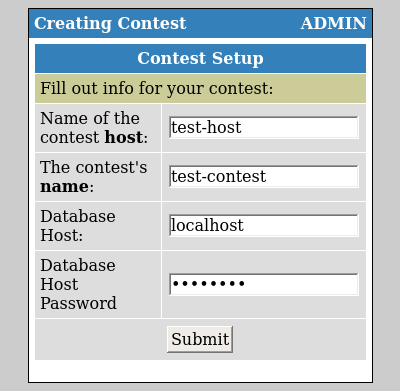 Creating Contest ADMIN
Contest Setup
Fill out info for your contest:
Name of the
contest host:
test-host
The contest's
name:
test-contest
Database
Host:
localhost
Database
Host
Password
••••••••
Submit